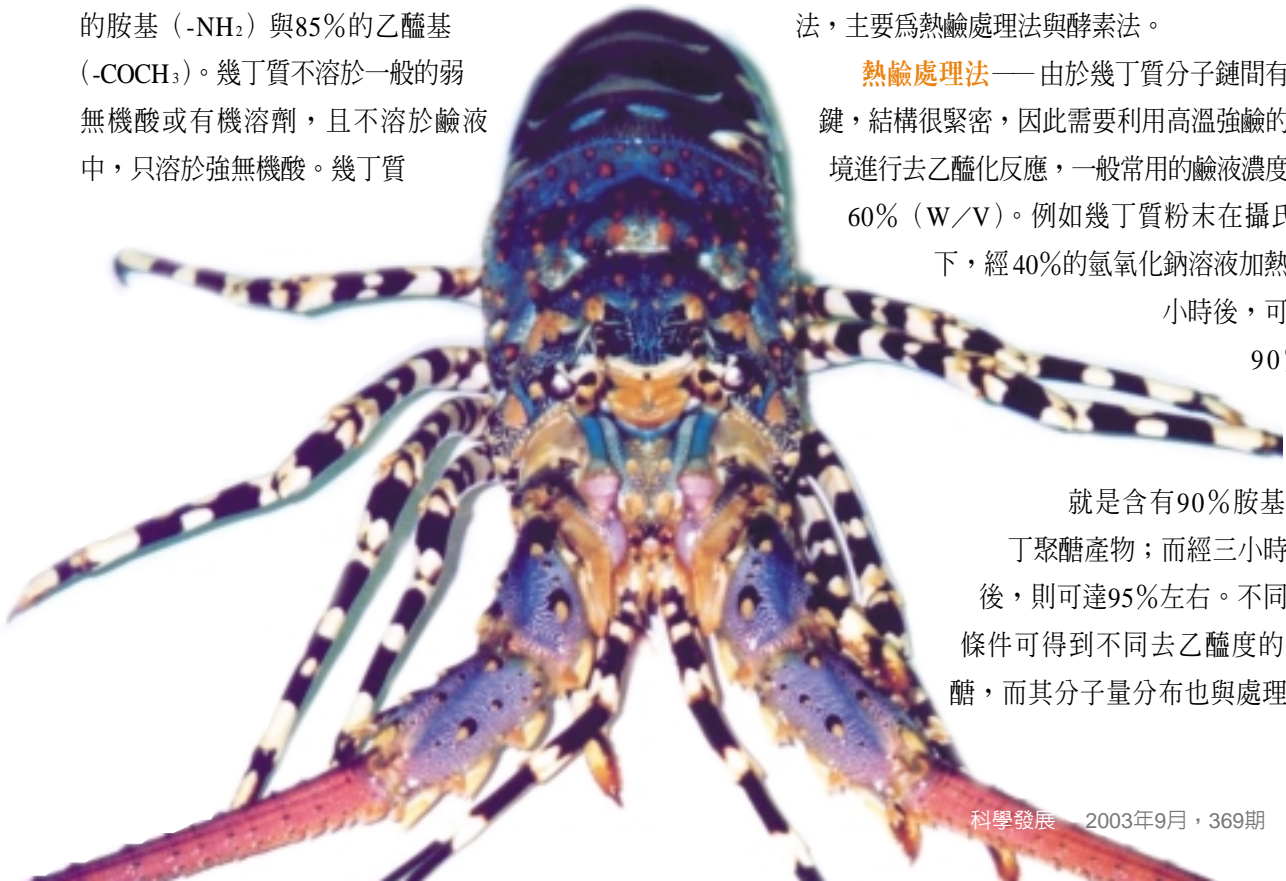 的胺基（-NH₂）與85％的乙醯基
（-COCH₃）。幾丁質不溶於一般的弱
無機酸或有機溶劑，且不溶於鹼液
中，只溶於強無機酸。幾丁質
法，主要爲熱鹼處理法與酵素法。
熱鹼處理法── 由於幾丁質分子鏈間有
鍵，結構很緊密，因此需要利用高溫強鹼的
境進行去乙醯化反應，一般常用的鹼液濃度
60％（W／V）。例如幾丁質粉末在攝氏
下，經40％的氫氧化鈉溶液加熱
小時後，可
90
就是含有90％胺基
丁聚醣產物；而經三小時
後，則可達95％左右。不同
條件可得到不同去乙醯度的
醣，而其分子量分布也與處理
科學發展 2003年9月，369期